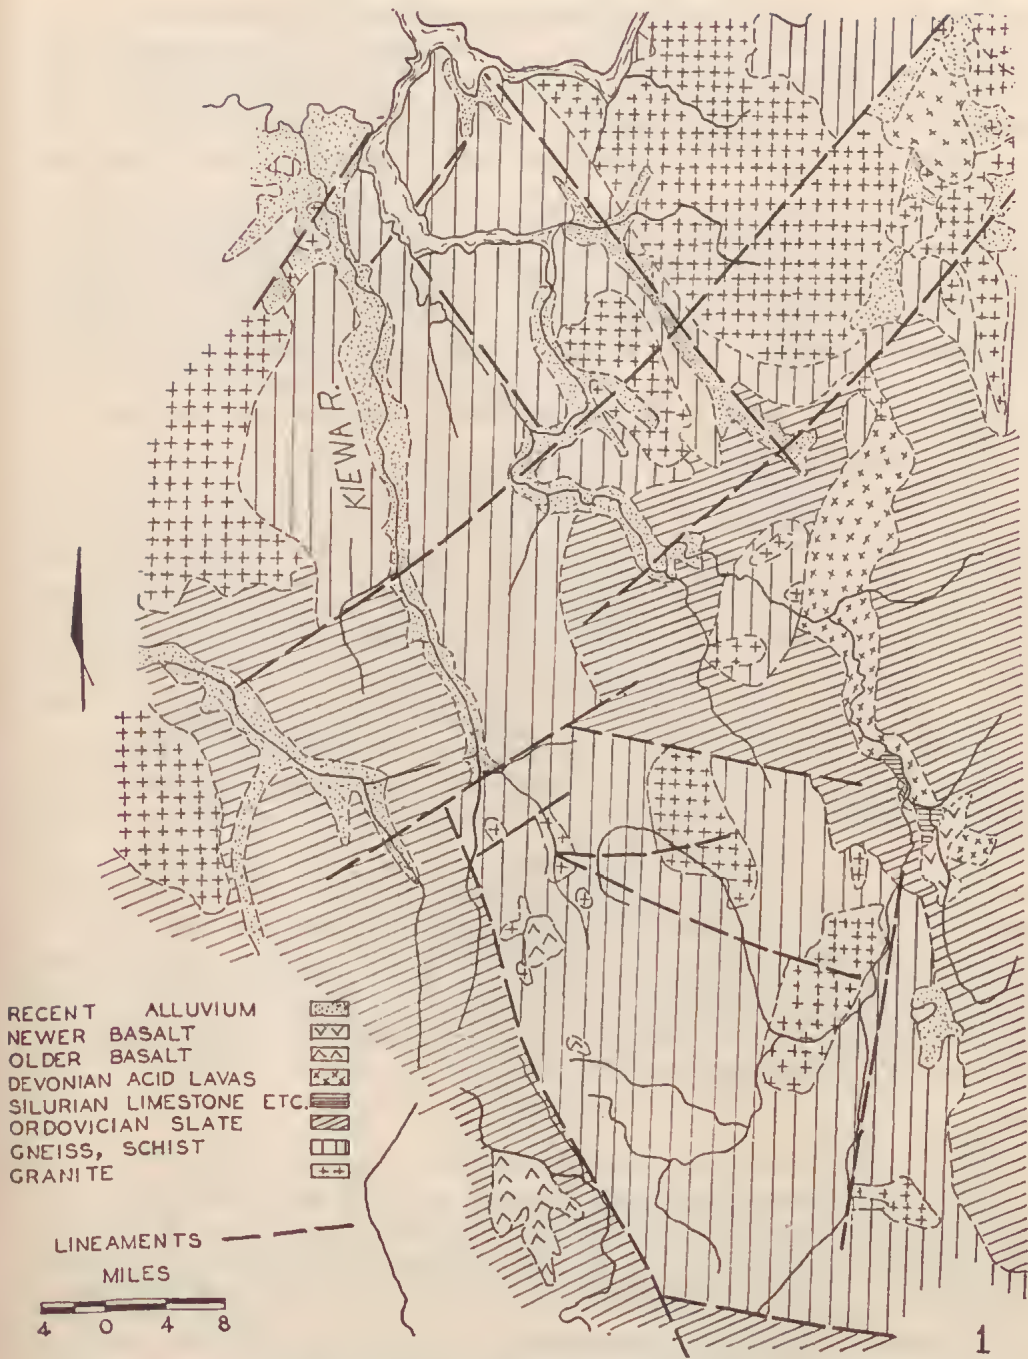 KIEWA R.
RECENT ALLUVIUM
NEWER BASALT
OLDER BASALT
DEVONIAN ACID LAVAS
SILURIAN LIMESTONE ETC.
ORDOVICIAN SLATE
GNEISS, SCHIST
GRANITE
LINEAMENTS
MILES
4 0 4 8
1